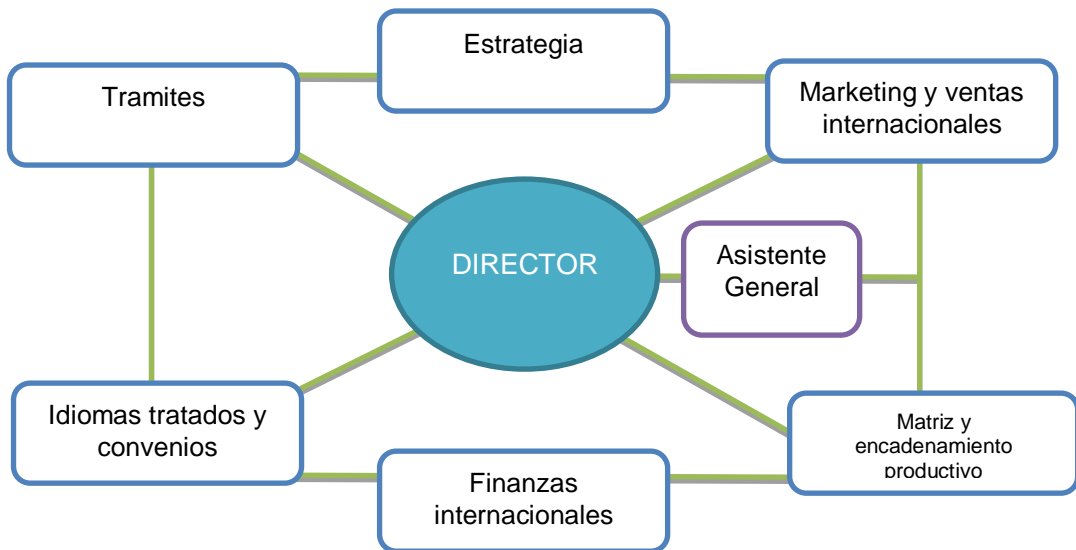 Estrategia
Tramites
Marketing y ventas
internacionales
DIRECTOR
Asistente
General
Idiomas tratados y
convenios
Matriz y
encadenamiento
productivo
Finanzas
internacionales